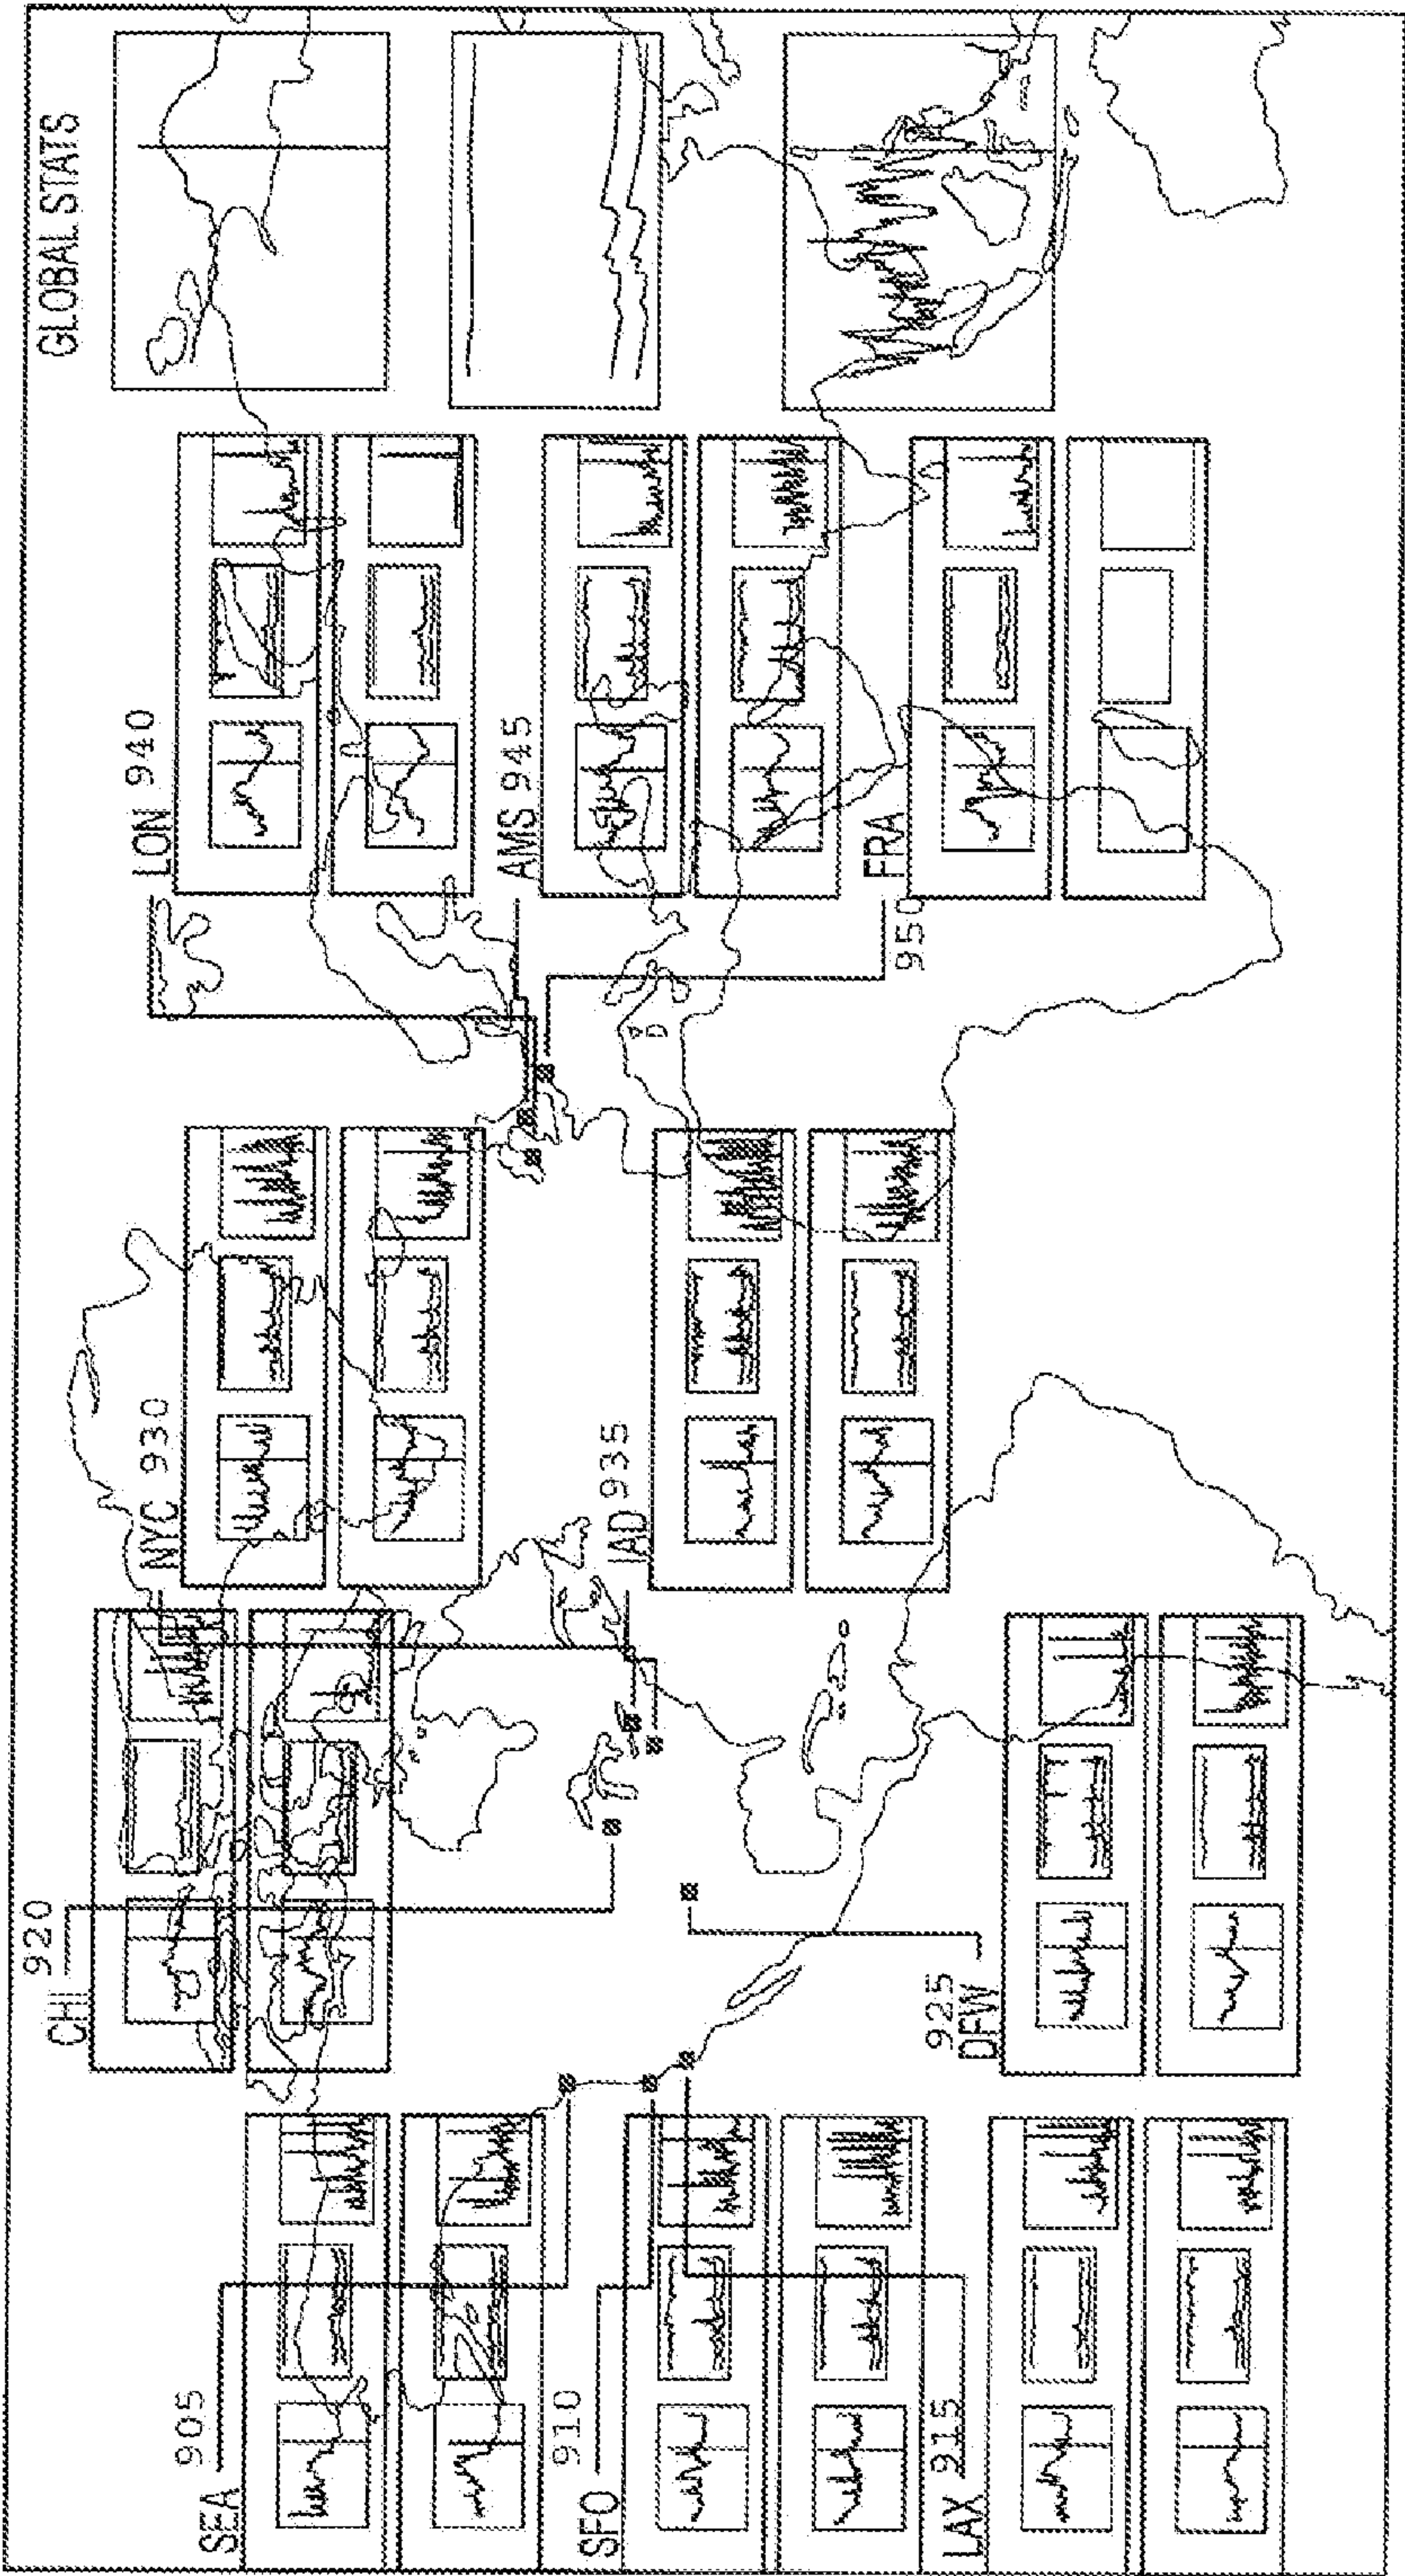 GLOBAL STATS
CHI 920
NYC 930
LON 940
SEA 905
AMS 945
SFO 910
IAD 935
FRA 950
LAX 915
925
DFW